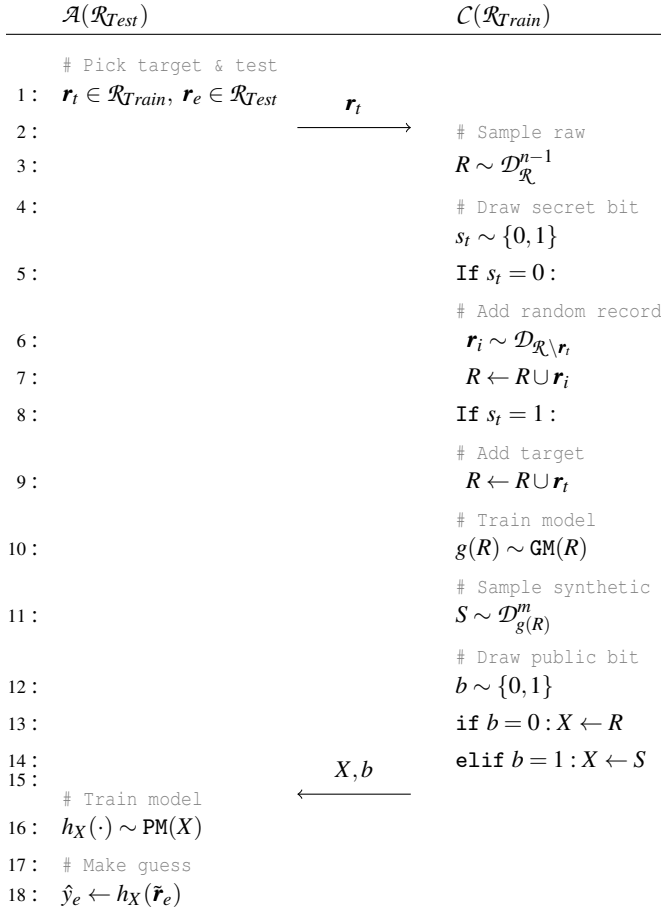 𝒜(ℛ_Test) 𝒞(ℛ_Train)
# Pick target & test
1 : r_t ∈ ℛ_Train, r_e ∈ ℛ_Test
r_t
2 : # Sample raw
3 : R ∼ 𝒟_ℛ^{n−1}
4 : # Draw secret bit
s_t ∼ {0,1}
5 : If s_t = 0 :
# Add random record
6 : r_i ∼ 𝒟_{ℛ\r_t}
7 : R ← R ∪ r_i
8 : If s_t = 1 :
# Add target
9 : R ← R ∪ r_t
# Train model
10 : g(R) ∼ GM(R)
# Sample synthetic
11 : S ∼ 𝒟_{g(R)}^m
# Draw public bit
12 : b ∼ {0,1}
13 : if b = 0 : X ← R
14 : elif b = 1 : X ← S
15 : X, b
# Train model
16 : h_X(·) ∼ PM(X)
17 : # Make guess
18 : ŷ_e ← h_X(r̃_e)